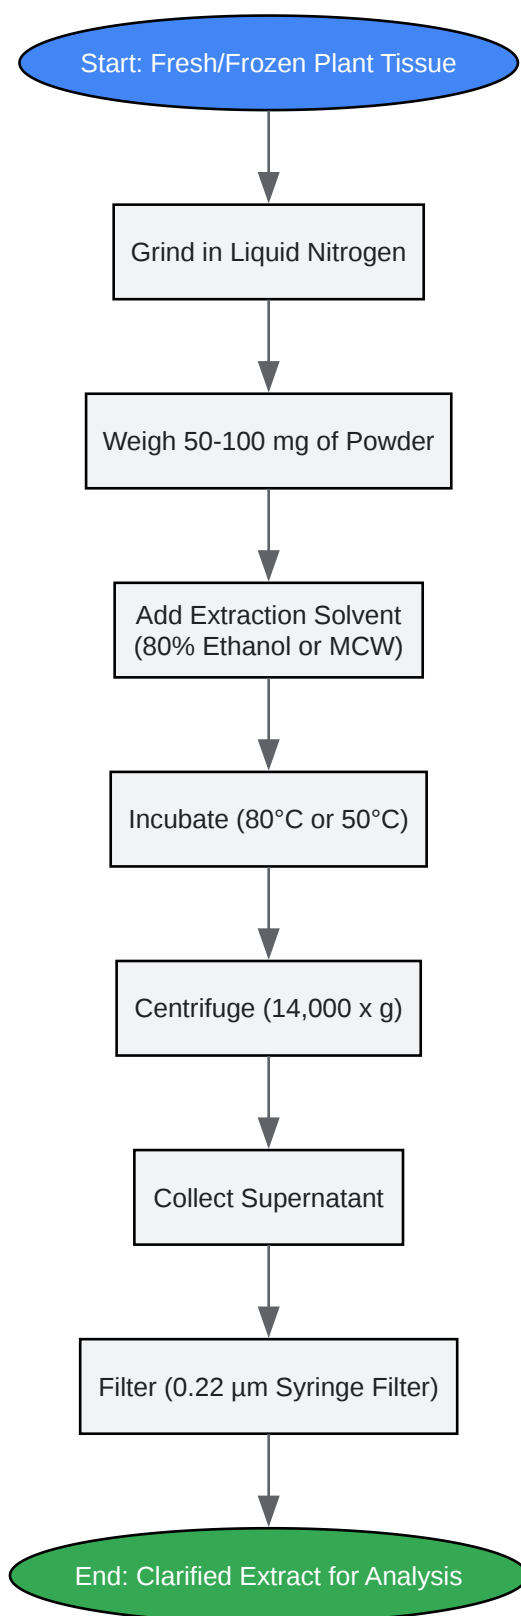 Start: Fresh/Frozen Plant Tissue
Grind in Liquid Nitrogen
Weigh 50-100 mg of Powder
Add Extraction Solvent
(80% Ethanol or MCW)
Incubate (80°C or 50°C)
Centrifuge (14,000 x g)
Collect Supernatant
Filter (0.22 µm Syringe Filter)
End: Clarified Extract for Analysis